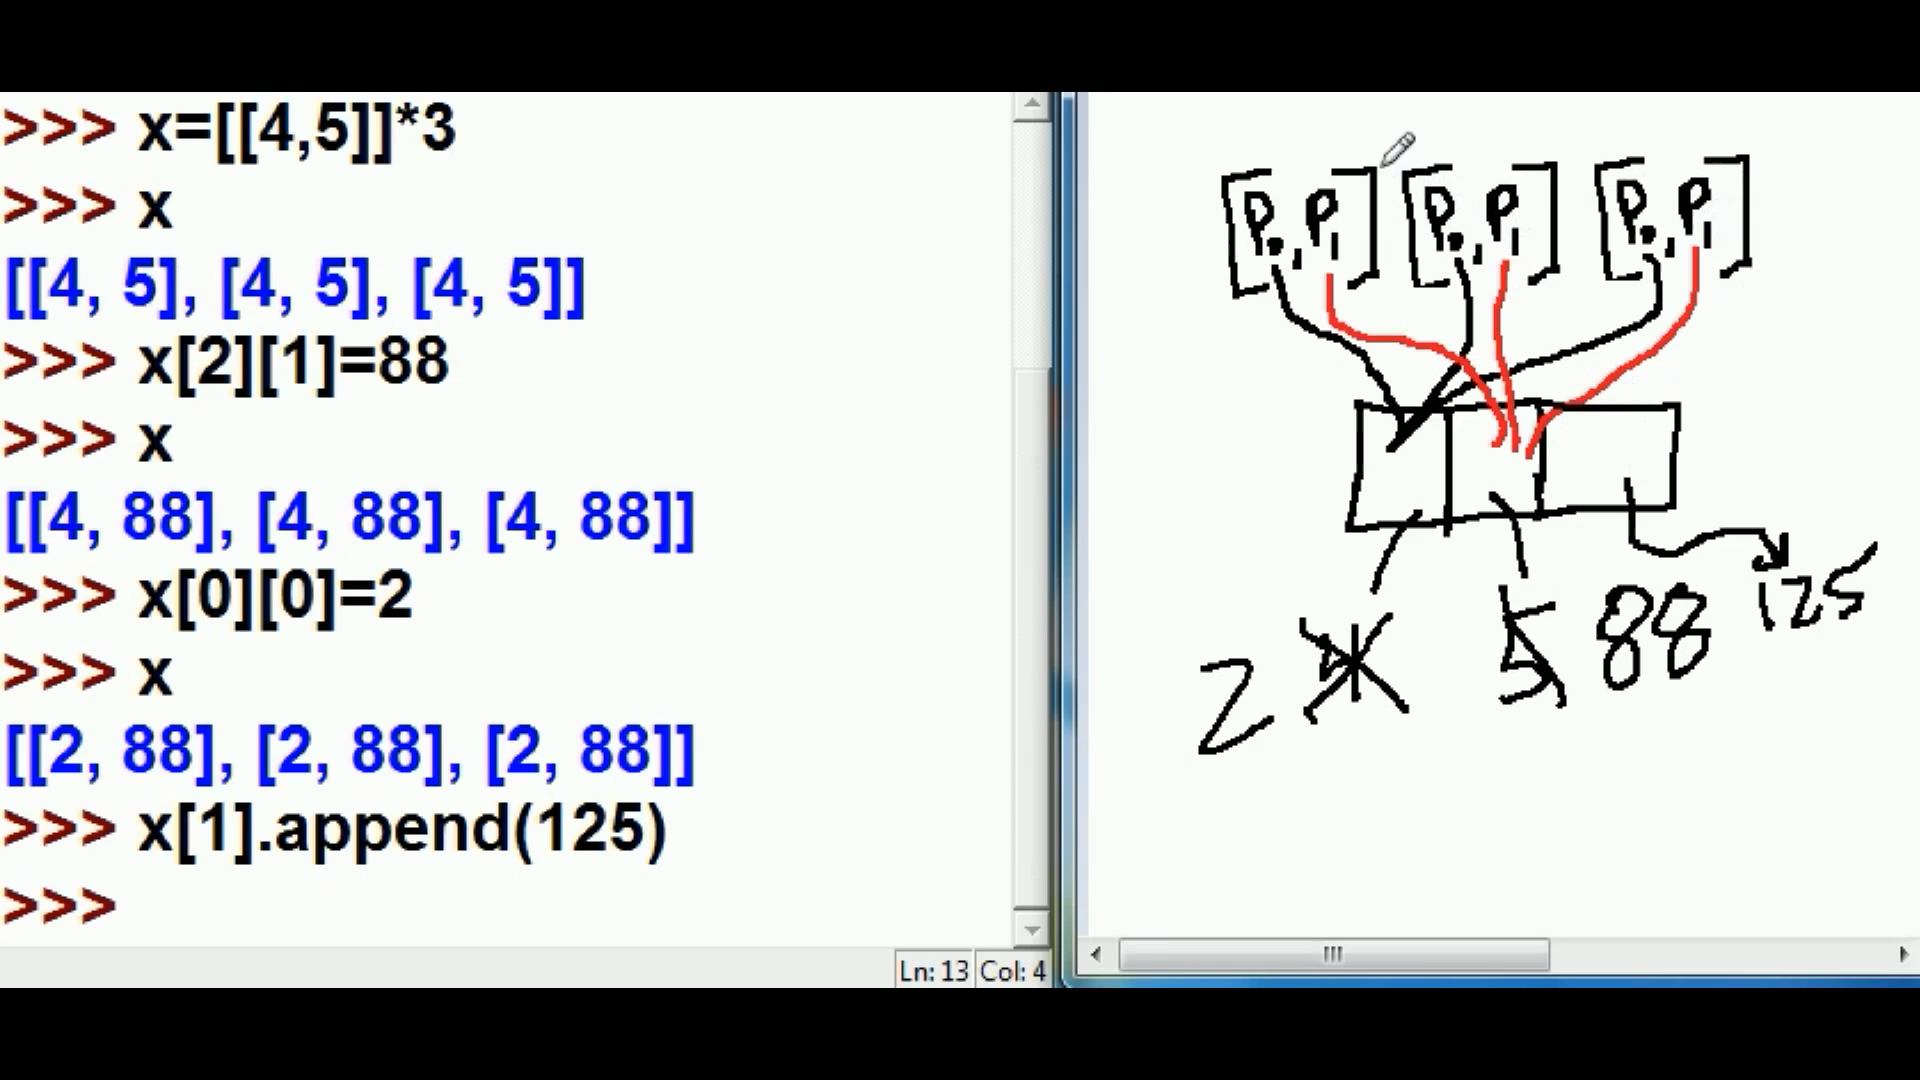 >>> x=[[4,5]]*3
>>> x
[[4, 5], [4, 5], [4, 5]]
>>> x[2][1]=88
>>> x
[[4, 88], [4, 88], [4, 88]]
>>> x[0][0]=2
>>> x
[[2, 88], [2, 88], [2, 88]]
>>> x[1].append(125)
>>>
Ln: 13 Col: 4
[P0, P1] [P0, P1] [P0, P1]
125
2 4 5 88